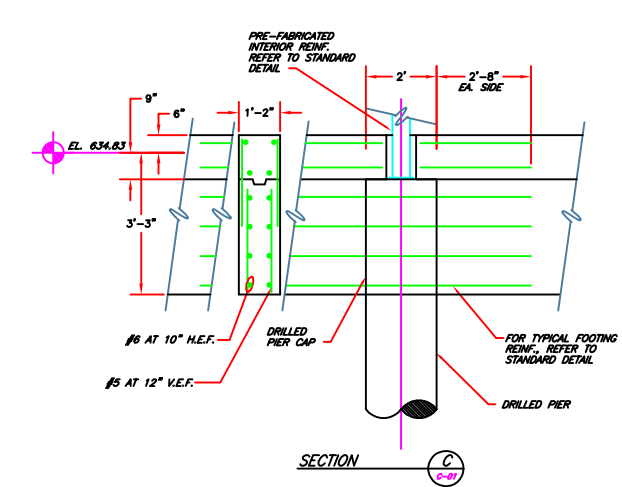 PRE-FABRICATED
INTERIOR REINF.
REFER TO STANDARD
DETAIL
2'
2'-8"
EA. SIDE
9"
6"
1'-2"
EL. 634.83
3'-3"
#6 AT 10" H.E.F.
DRILLED
PIER CAP
FOR TYPICAL FOOTING
REINF., REFER TO
STANDARD DETAIL
#5 AT 12" V.E.F.
DRILLED PIER
SECTION
C
C-01